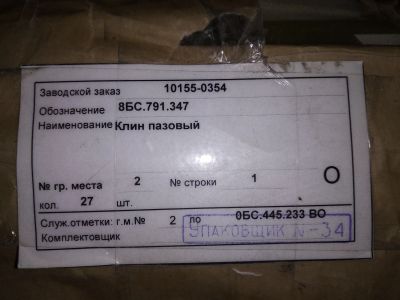 Заводской заказ 10155-0354
Обозначение 8БС.791.347
Наименование Клин пазовый
№ гр. места 2 № строки 1 О
кол. 27 шт.
Служ.отметки: г.м.№ 2 по 0БС.445.233 ВО
Комплектовщик УПАКОВЩИК N-34